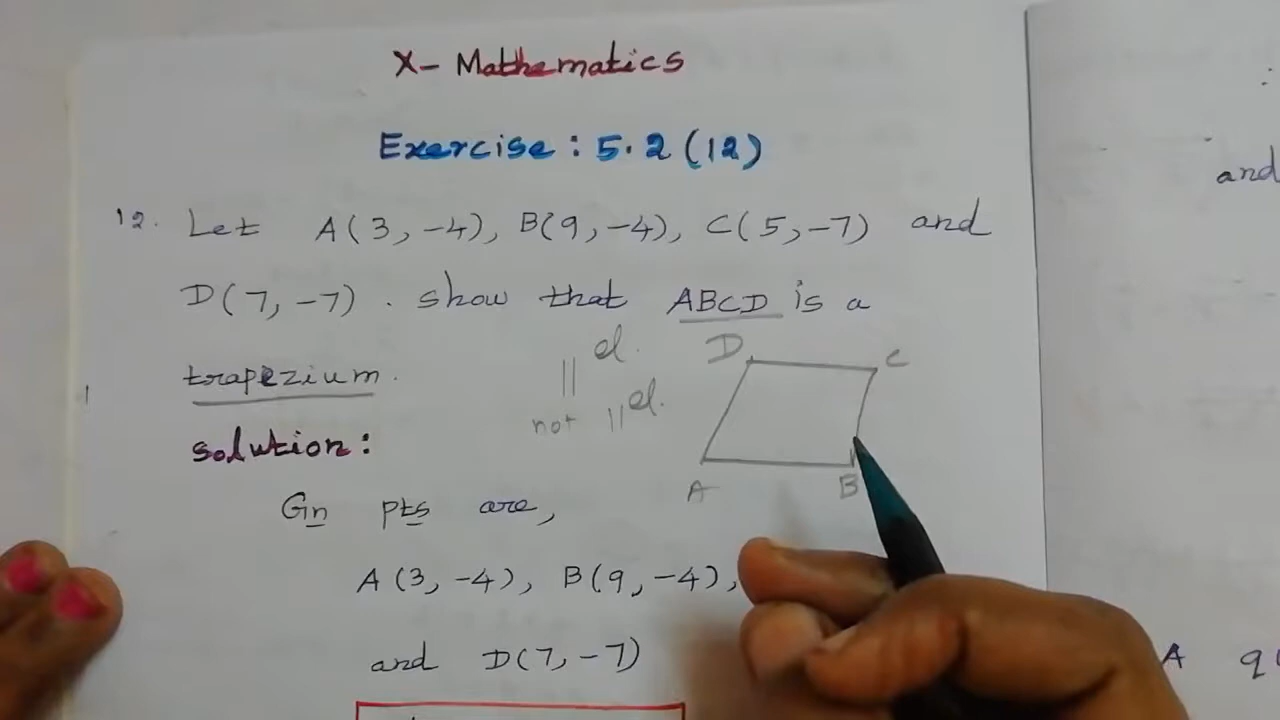 X- Mathematics
Exercise : 5.2 (12)
and
12. Let A(3, -4), B(9, -4), C(5, -7) and
D(7, -7) . show that ABCD is a
trapezium.
|| el.
not || el.
D C
A B
solution:
Gn pts are,
A(3, -4), B(9, -4),
and D(7, -7)
A